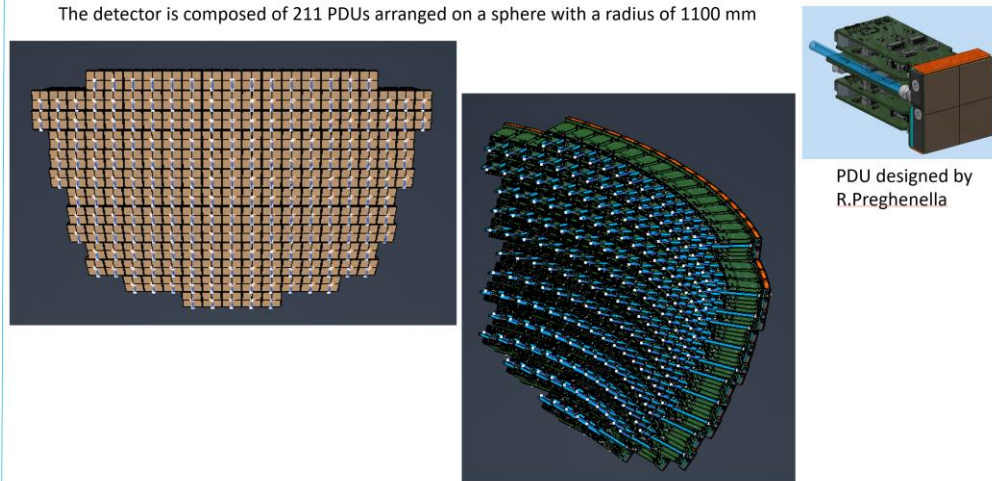 The detector is composed of 211 PDUs arranged on a sphere with a radius of 1100 mm
PDU designed by
R.Preghenella